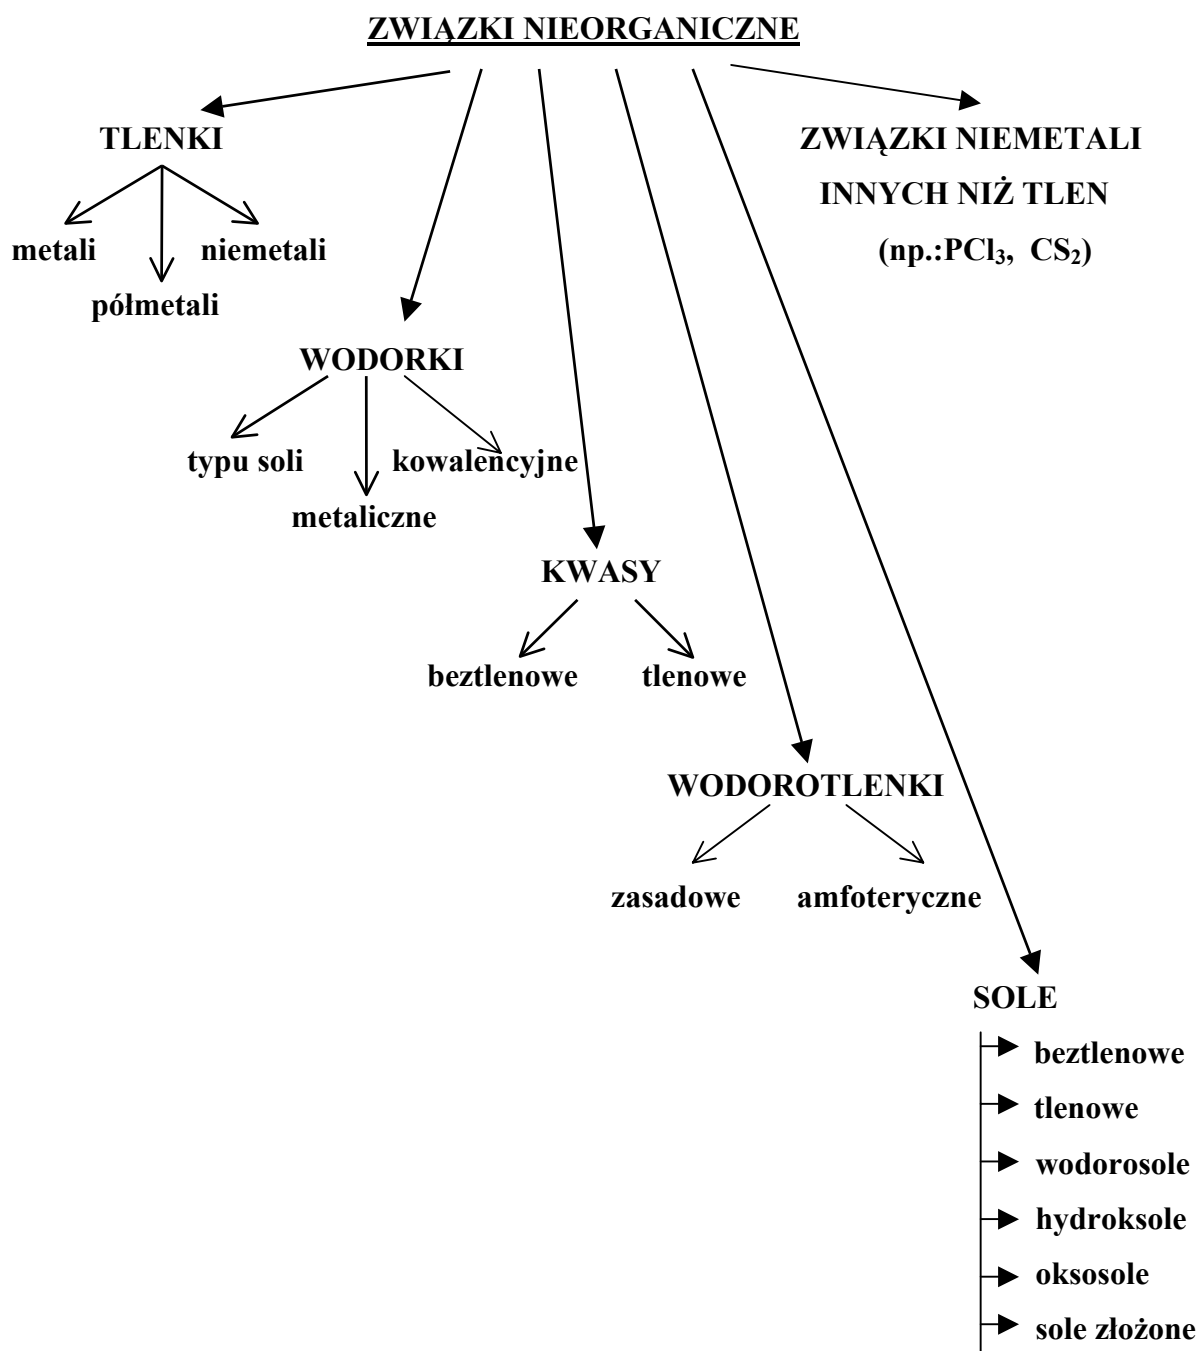 ZWIĄZKI NIEORGANICZNE
TLENKI
metali
niemetali
półmetali
ZWIĄZKI NIEMETALI
INNYCH NIŻ TLEN
(np.:PCl₃, CS₂)
WODORKI
typu soli
kowalencyjne
metaliczne
KWASY
beztlenowe
tlenowe
WODOROTLENKI
zasadowe
amfoteryczne
SOLE
beztlenowe
tlenowe
wodorosole
hydroksole
oksosole
sole złożone